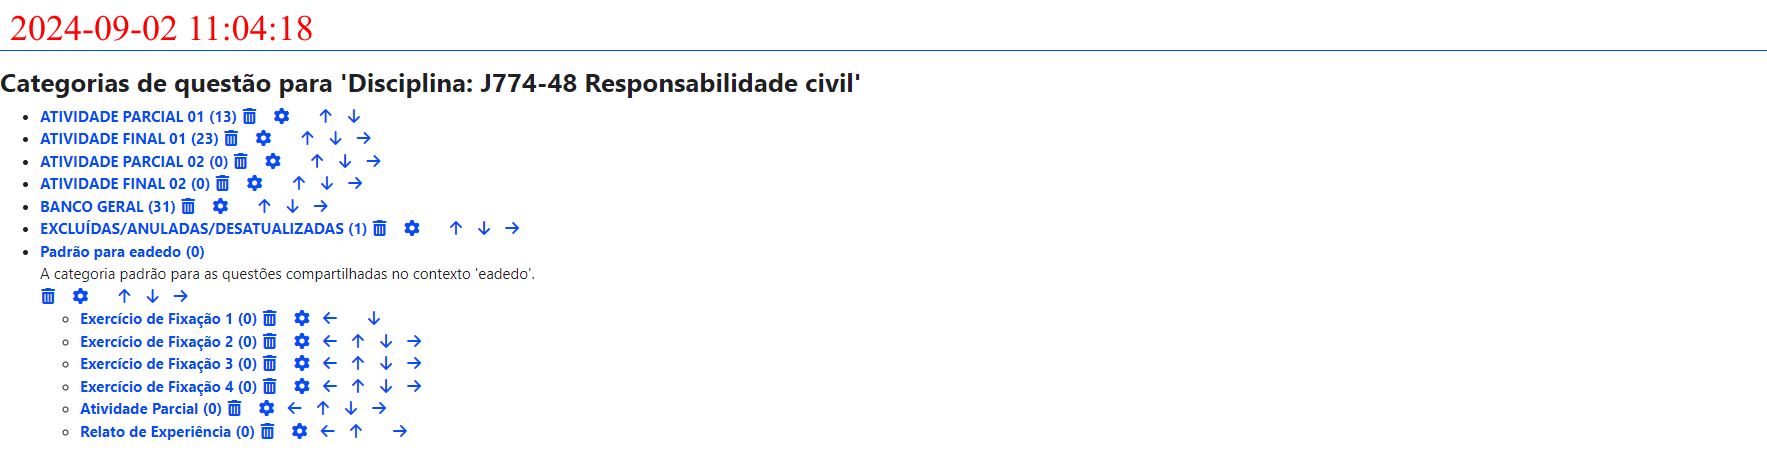 2024-09-02 11:04:18
Categorias de questão para 'Disciplina: J774-48 Responsabilidade civil'
ATIVIDADE PARCIAL 01 (13)
ATIVIDADE FINAL 01 (23)
ATIVIDADE PARCIAL 02 (0)
ATIVIDADE FINAL 02 (0)
BANCO GERAL (31)
EXCLUÍDAS/ANULADAS/DESATUALIZADAS (1)
Padrão para eadedo (0)
A categoria padrão para as questões compartilhadas no contexto 'eadedo'.
Exercício de Fixação 1 (0)
Exercício de Fixação 2 (0)
Exercício de Fixação 3 (0)
Exercício de Fixação 4 (0)
Atividade Parcial (0)
Relato de Experiência (0)